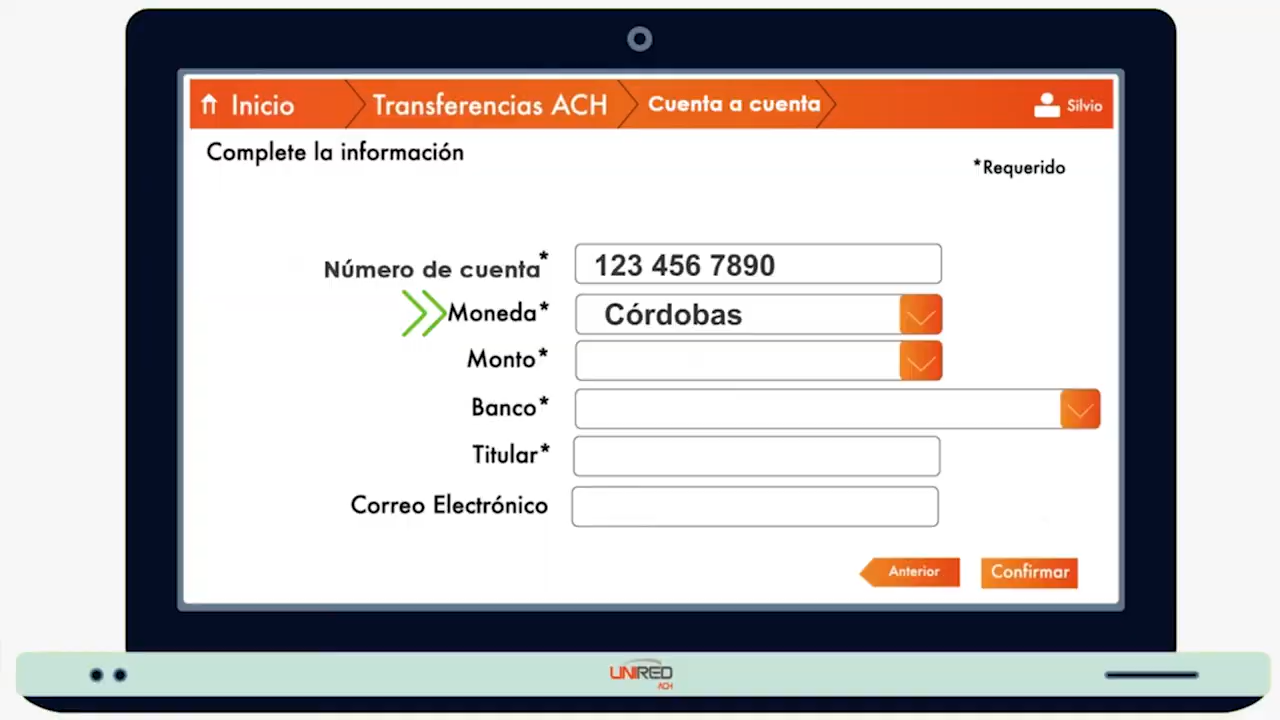 Inicio Transferencias ACH Cuenta a cuenta Silvio
Complete la información
*Requerido
Número de cuenta* 123 456 7890
Moneda* Córdobas
Monto*
Banco*
Titular*
Correo Electrónico
Anterior Confirmar
UNIRED
ACH